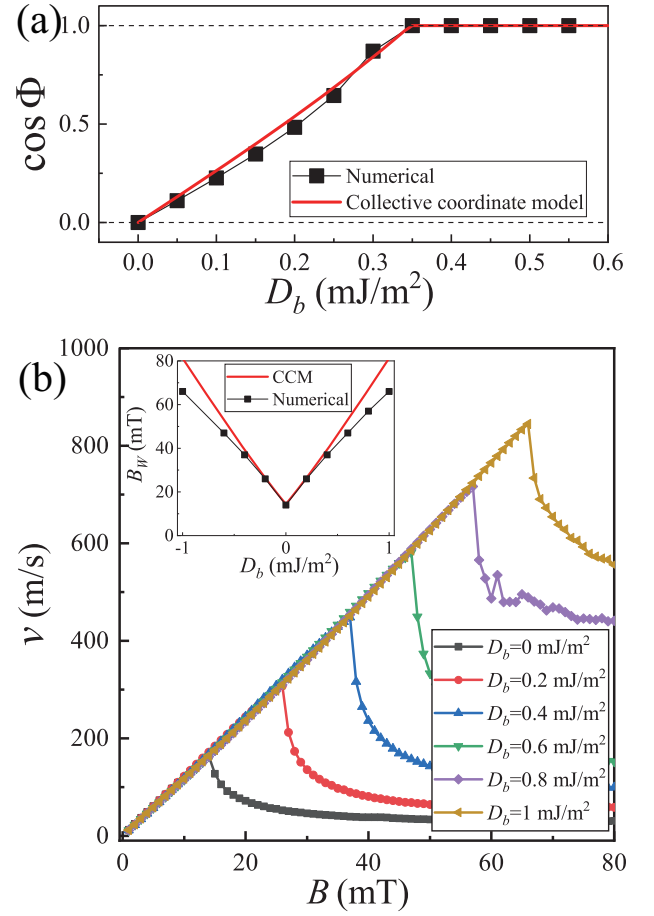 (a)
cos Φ
1.0
0.5
0.0
Numerical
Collective coordinate model
0.0 0.1 0.2 0.3 0.4 0.5 0.6
D_b (mJ/m²)
(b)
v (m/s)
1000
800
600
400
200
0
B_W (mT)
80
60
40
20
0
CCM
Numerical
-1 0 1
D_b (mJ/m²)
D_b=0 mJ/m²
D_b=0.2 mJ/m²
D_b=0.4 mJ/m²
D_b=0.6 mJ/m²
D_b=0.8 mJ/m²
D_b=1 mJ/m²
0 20 40 60 80
B (mT)